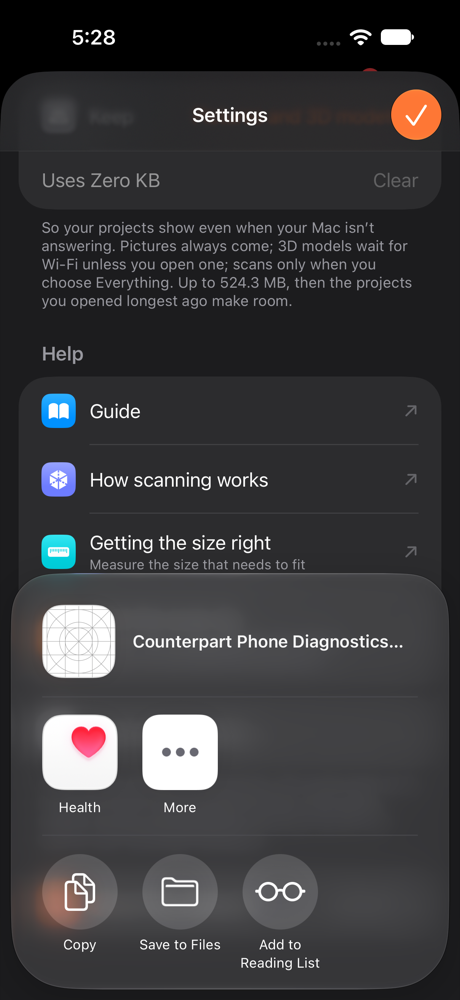 5:28
Settings
Uses Zero KB
Clear
So your projects show even when your Mac isn’t
answering. Pictures always come; 3D models wait for
Wi-Fi unless you open one; scans only when you
choose Everything. Up to 524.3 MB, then the projects
you opened longest ago make room.
Help
Guide
How scanning works
Getting the size right
Measure the size that needs to fit
Counterpart Phone Diagnostics...
Health
More
Copy
Save to Files
Add to
Reading List